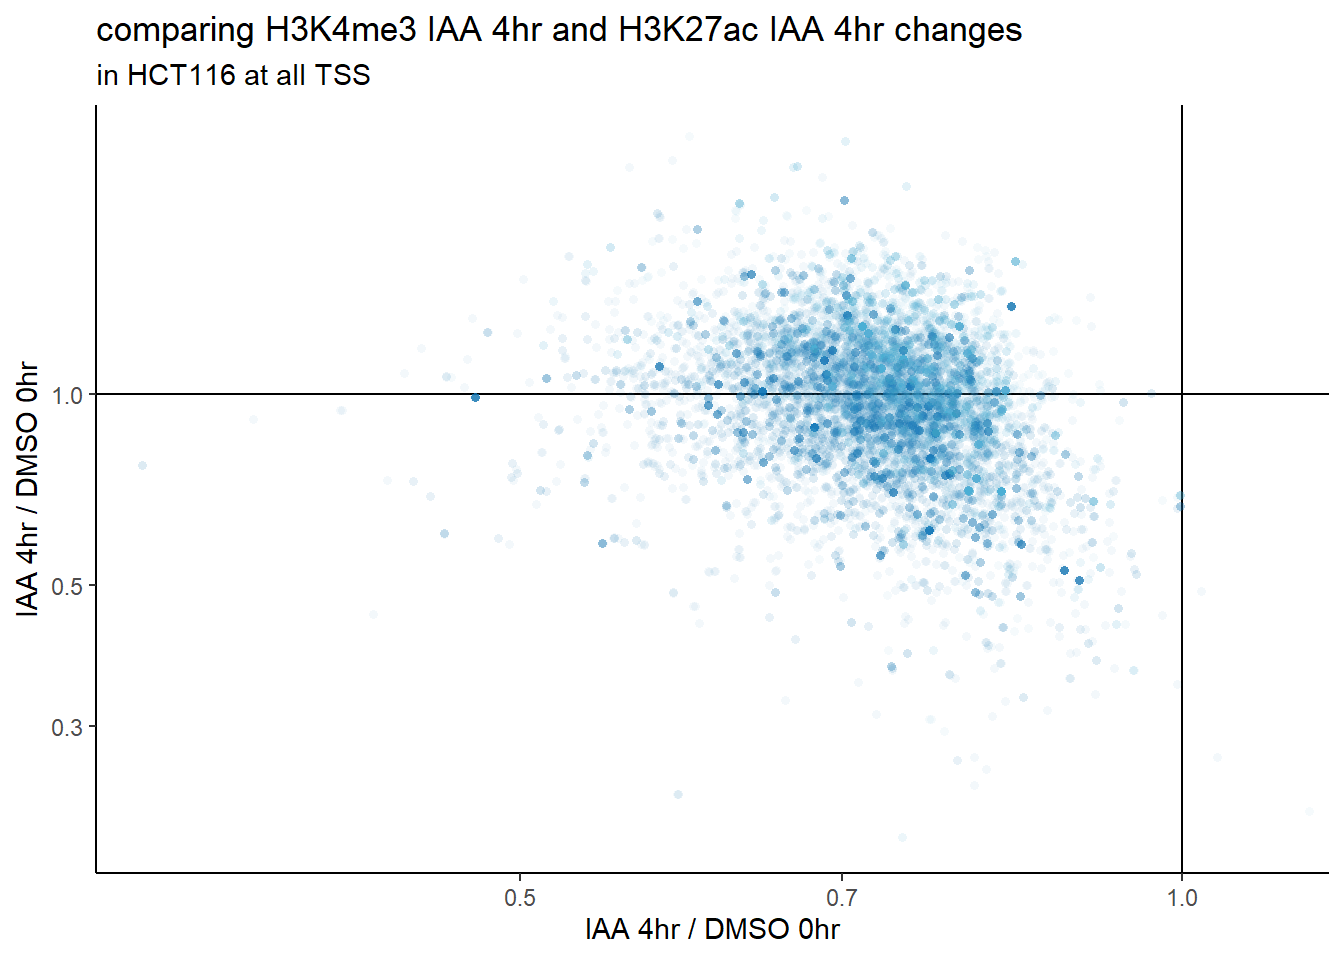 comparing H3K4me3 IAA 4hr and H3K27ac IAA 4hr changes
in HCT116 at all TSS
IAA 4hr / DMSO 0hr
1.0
0.5
0.3
0.5
0.7
1.0
IAA 4hr / DMSO 0hr